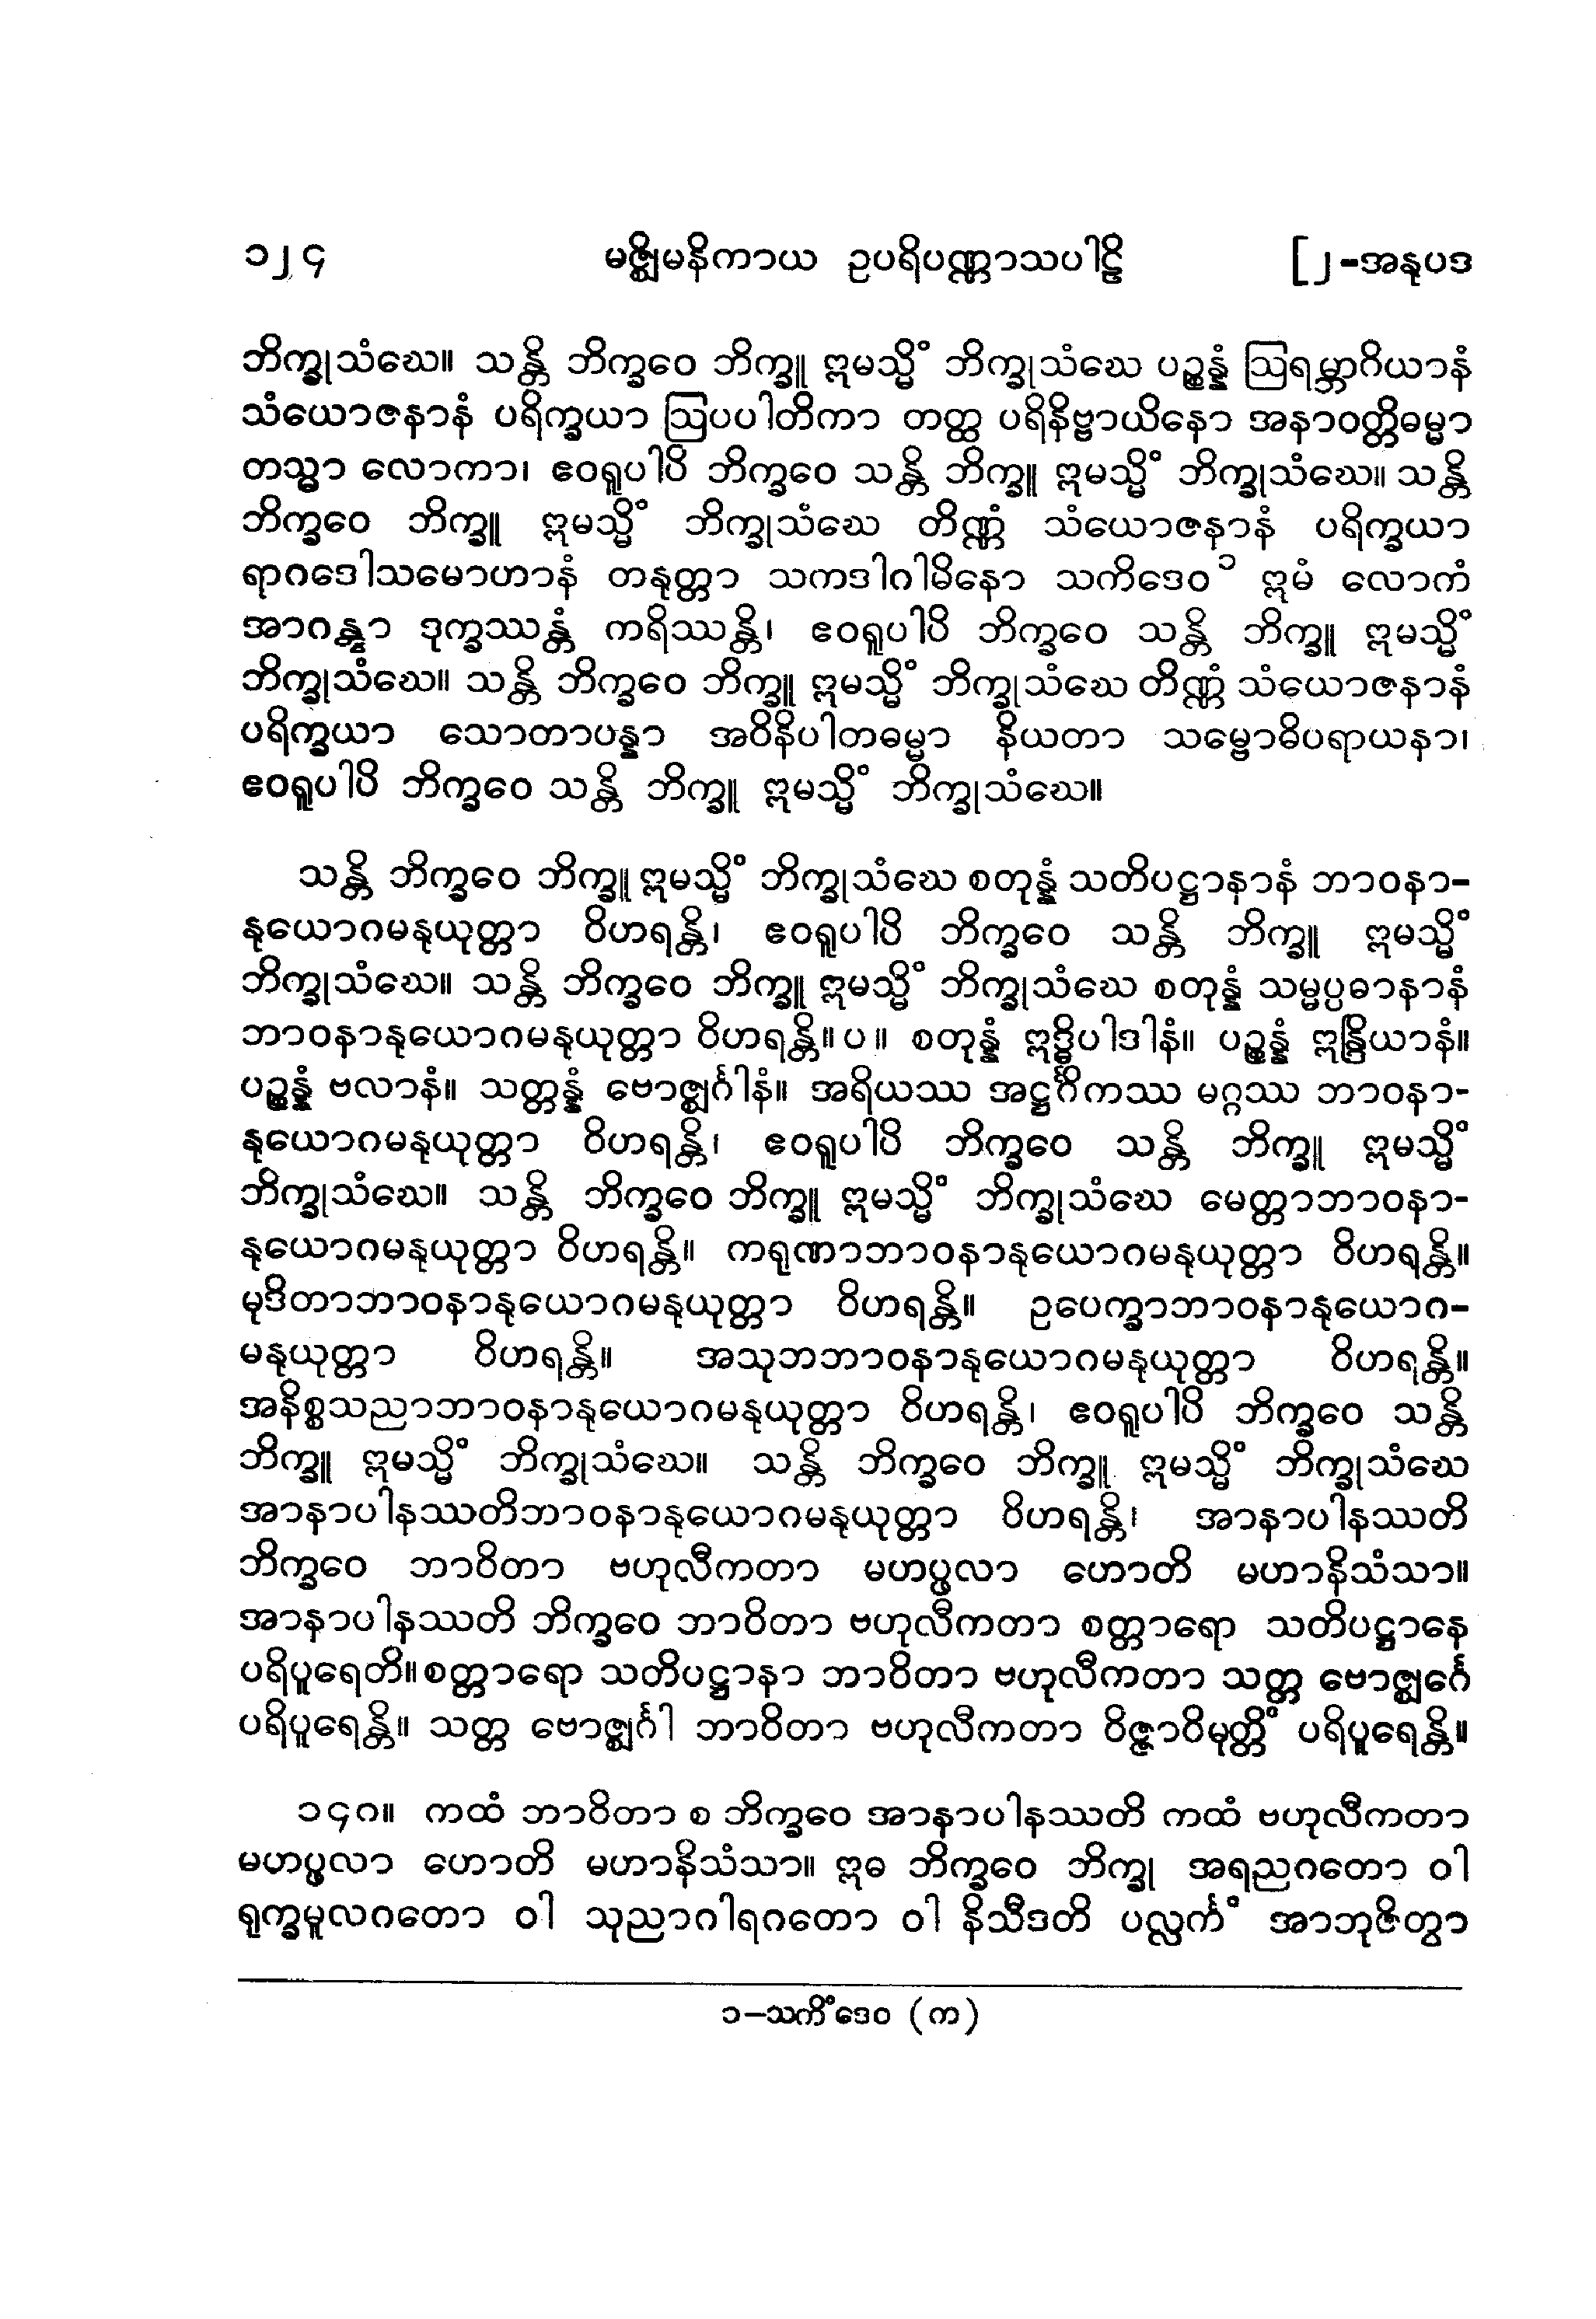 ၁၂၄ မဇ္ဈိမနိကာယ ဥပရိပဏ္ဏာသပါဠိ [၂-အနုပဒ
ဘိက္ခုသံဃေ။ သန္တိ ဘိက္ခဝေ ဘိက္ခူ ဣမသ္မိံ ဘိက္ခုသံဃေ ပဉ္စန္နံ ဩရမ္ဘာဂိယာနံ
သံယောဇနာနံ ပရိက္ခယာ ဩပပါတိကာ တတ္ထ ပရိနိဗ္ဗာယိနော အနာဝတ္တိဓမ္မာ
တသ္မာ လောကာ၊ ဧဝရူပါပိ ဘိက္ခဝေ သန္တိ ဘိက္ခူ ဣမသ္မိံ ဘိက္ခုသံဃေ။ သန္တိ
ဘိက္ခဝေ ဘိက္ခူ ဣမသ္မိံ ဘိက္ခုသံဃေ တိဏ္ဏံ သံယောဇနာနံ ပရိက္ခယာ
ရာဂဒေါသမောဟာနံ တနုတ္တာ သကဒါဂါမိနော သကိဒေဝ ၁ ဣမံ လောကံ
အာဂန္တွာ ဒုက္ခဿန္တံ ကရိဿန္တိ၊ ဧဝရူပါပိ ဘိက္ခဝေ သန္တိ ဘိက္ခူ ဣမသ္မိံ
ဘိက္ခုသံဃေ။ သန္တိ ဘိက္ခဝေ ဘိက္ခူ ဣမသ္မိံ ဘိက္ခုသံဃေ တိဏ္ဏံ သံယောဇနာနံ
ပရိက္ခယာ သောတာပန္နာ အဝိနိပါတဓမ္မာ နိယတာ သမ္ဗောဓိပရာယနာ၊
ဧဝရူပါပိ ဘိက္ခဝေ သန္တိ ဘိက္ခူ ဣမသ္မိံ ဘိက္ခုသံဃေ။
သန္တိ ဘိက္ခဝေ ဘိက္ခူ ဣမသ္မိံ ဘိက္ခုသံဃေ စတုန္နံ သတိပဋ္ဌာနာနံ ဘာဝနာ-
နုယောဂမနုယုတ္တာ ဝိဟရန္တိ၊ ဧဝရူပါပိ ဘိက္ခဝေ သန္တိ ဘိက္ခူ ဣမသ္မိံ
ဘိက္ခုသံဃေ။ သန္တိ ဘိက္ခဝေ ဘိက္ခူ ဣမသ္မိံ ဘိက္ခုသံဃေ စတုန္နံ သမ္မပ္ပဓာနာနံ
ဘာဝနာနုယောဂမနုယုတ္တာ ဝိဟရန္တိ။ပ။ စတုန္နံ ဣဒ္ဓိပါဒါနံ။ ပဉ္စန္နံ ဣန္ဒြိယာနံ။
ပဉ္စန္နံ ဗလာနံ။ သတ္တန္နံ ဗောဇ္ဈင်္ဂါနံ။ အရိယဿ အဋ္ဌင်္ဂိကဿ မဂ္ဂဿ ဘာဝနာ-
နုယောဂမနုယုတ္တာ ဝိဟရန္တိ၊ ဧဝရူပါပိ ဘိက္ခဝေ သန္တိ ဘိက္ခူ ဣမသ္မိံ
ဘိက္ခုသံဃေ။ သန္တိ ဘိက္ခဝေ ဘိက္ခူ ဣမသ္မိံ ဘိက္ခုသံဃေ မေတ္တာဘာဝနာ-
နုယောဂမနုယုတ္တာ ဝိဟရန္တိ။ ကရုဏာဘာဝနာနုယောဂမနုယုတ္တာ ဝိဟရန္တိ။
မုဒိတာဘာဝနာနုယောဂမနုယုတ္တာ ဝိဟရန္တိ။ ဥပေက္ခာဘာဝနာနုယောဂ-
မနုယုတ္တာ ဝိဟရန္တိ။ အသုဘဘာဝနာနုယောဂမနုယုတ္တာ ဝိဟရန္တိ။
အနိစ္စသညာဘာဝနာနုယောဂမနုယုတ္တာ ဝိဟရန္တိ၊ ဧဝရူပါပိ ဘိက္ခဝေ သန္တိ
ဘိက္ခူ ဣမသ္မိံ ဘိက္ခုသံဃေ။ သန္တိ ဘိက္ခဝေ ဘိက္ခူ ဣမသ္မိံ ဘိက္ခုသံဃေ
အာနာပါနဿတိဘာဝနာနုယောဂမနုယုတ္တာ ဝိဟရန္တိ၊ အာနာပါနဿတိ
ဘိက္ခဝေ ဘာဝိတာ ဗဟုလီကတာ မဟပ္ဖလာ ဟောတိ မဟာနိသံသာ။
အာနာပါနဿတိ ဘိက္ခဝေ ဘာဝိတာ ဗဟုလီကတာ စတ္တာရော သတိပဋ္ဌာနေ
ပရိပူရေတိ။စတ္တာရော သတိပဋ္ဌာနာ ဘာဝိတာ ဗဟုလီကတာ သတ္တ ဗောဇ္ဈင်္ဂေ
ပရိပူရေန္တိ။ သတ္တ ဗောဇ္ဈင်္ဂါ ဘာဝိတာ ဗဟုလီကတာ ဝိဇ္ဇာဝိမုတ္တိံ ပရိပူရေန္တိ။
၁၄၈။ ကထံ ဘာဝိတာ စ ဘိက္ခဝေ အာနာပါနဿတိ ကထံ ဗဟုလီကတာ
မဟပ္ဖလာ ဟောတိ မဟာနိသံသာ။ ဣဓ ဘိက္ခဝေ ဘိက္ခု အရညဂတော ဝါ
ရုက္ခမူလဂတော ဝါ သုညာဂါရဂတော ဝါ နိသီဒတိ ပလ္လင်္ကံ အာဘုဇိတွာ
၁-သကိံဒေဝ (က)